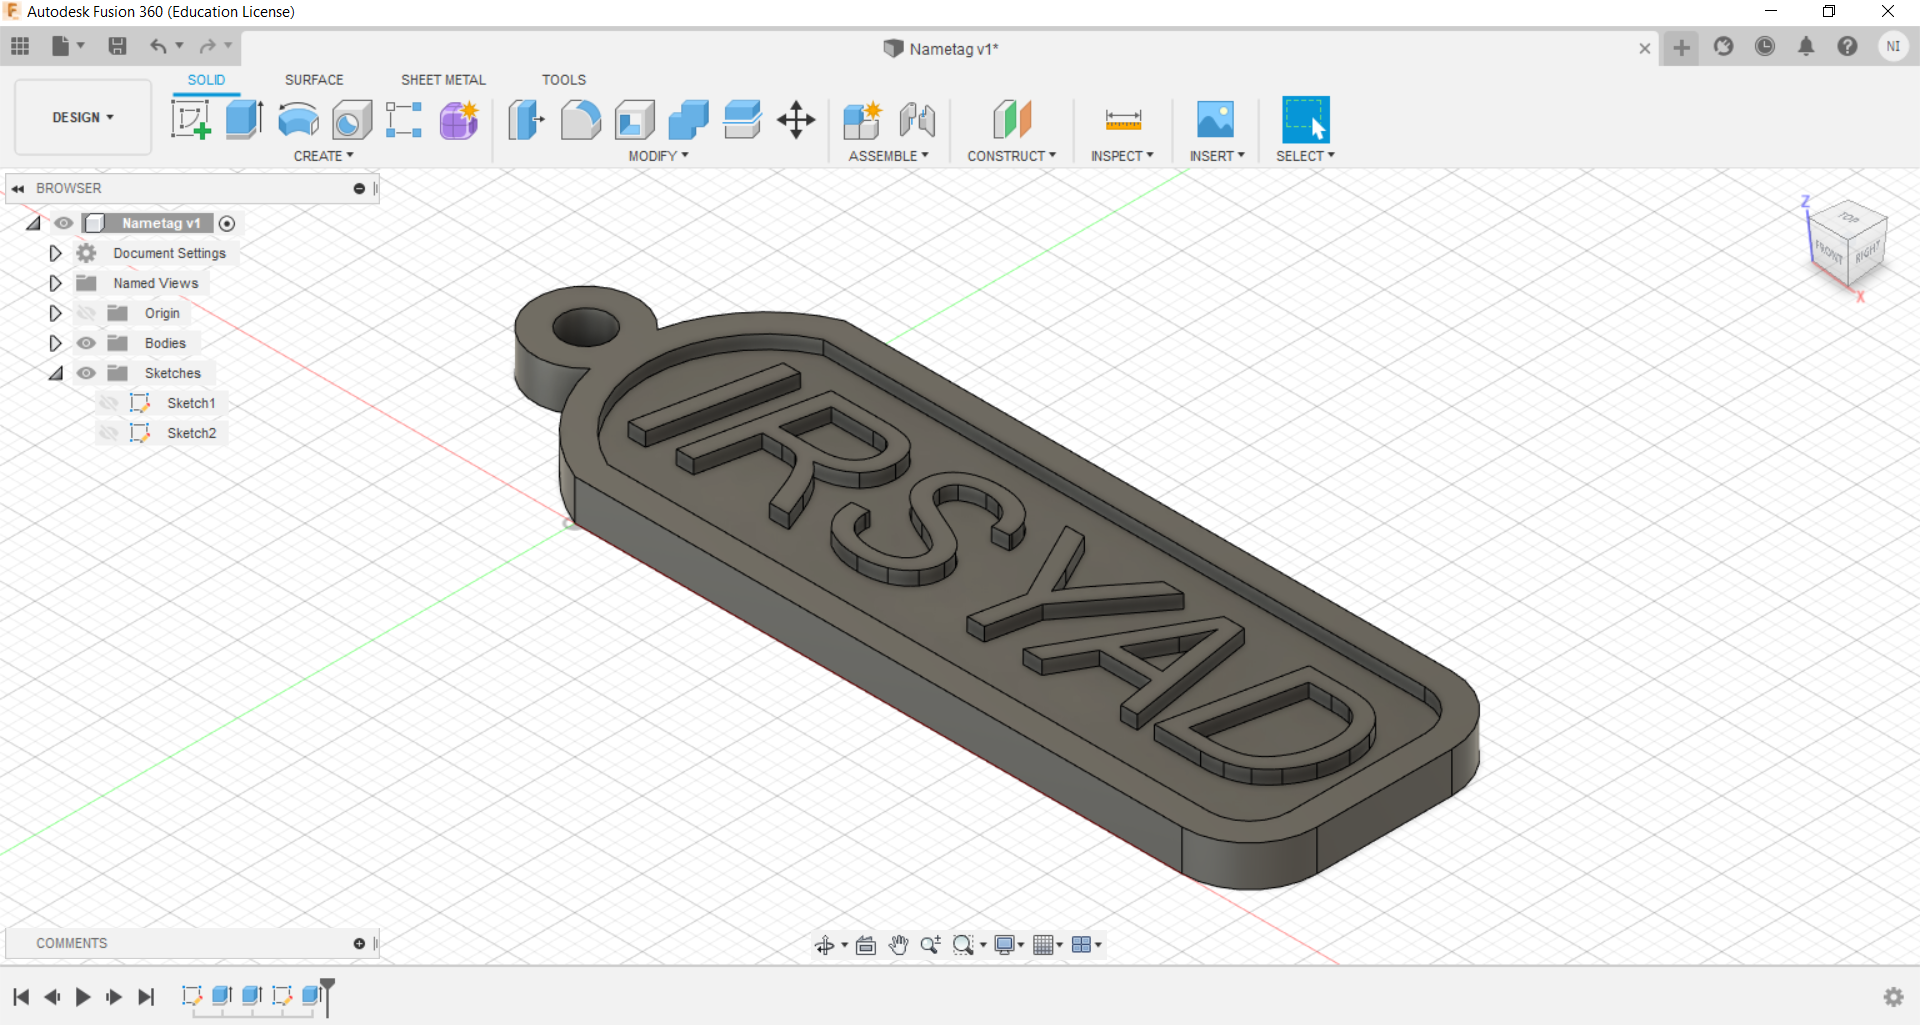 Autodesk Fusion 360 (Education License)
Nametag v1*
NI
SOLID SURFACE SHEET METAL TOOLS
DESIGN
CREATE MODIFY ASSEMBLE CONSTRUCT INSPECT INSERT SELECT
BROWSER
Nametag v1
Document Settings
Named Views
Origin
Bodies
Sketches
Sketch1
Sketch2
Z
TOP
FRONT
RIGHT
X
IRSYAD
COMMENTS